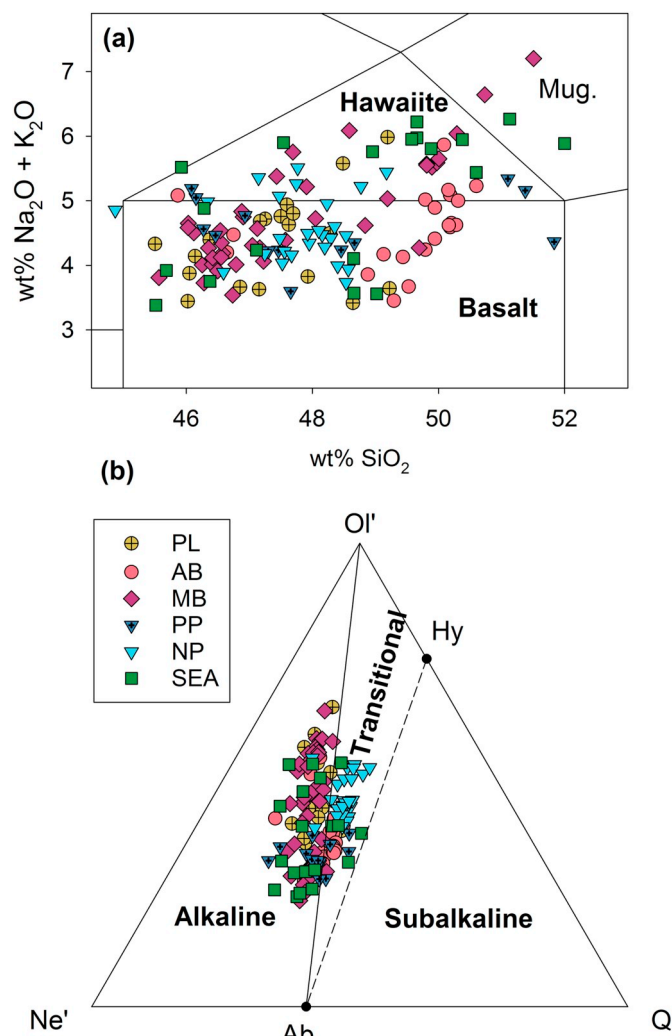 (a)
7
6
5
4
3
wt% Na₂O + K₂O
Hawaiite
Mug.
Basalt
46 48 50 52
wt% SiO₂
(b)
PL
AB
MB
PP
NP
SEA
Ol'
Hy
Transitional
Alkaline
Subalkaline
Ne'
Ab
Q